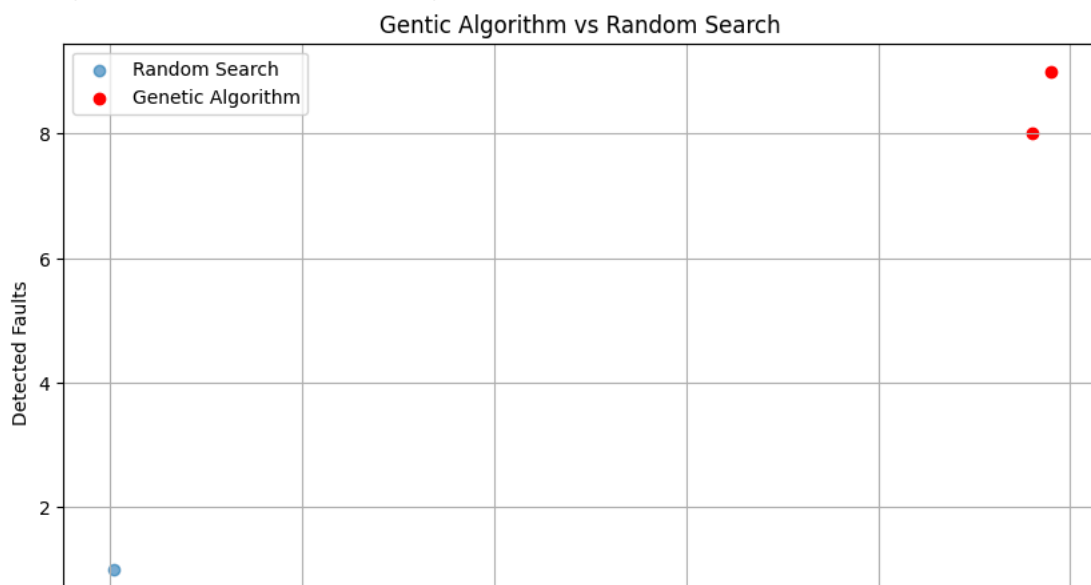 Gentic Algorithm vs Random Search
Random Search
Genetic Algorithm
8
6
4
2
Detected Faults